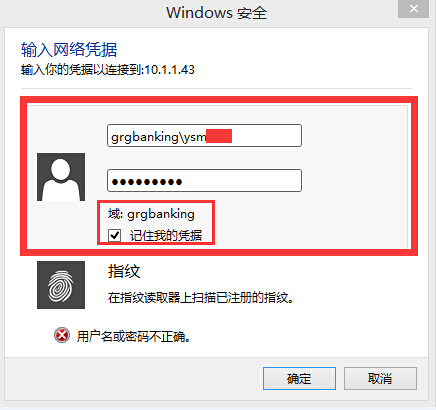 Windows 安全
输入网络凭据
输入你的凭据以连接到:10.1.1.43
grgbanking\ysm
●●●●●●●●●
域: grgbanking
记住我的凭据
指纹
在指纹读取器上扫描已注册的指纹。
用户名或密码不正确。
确定
取消